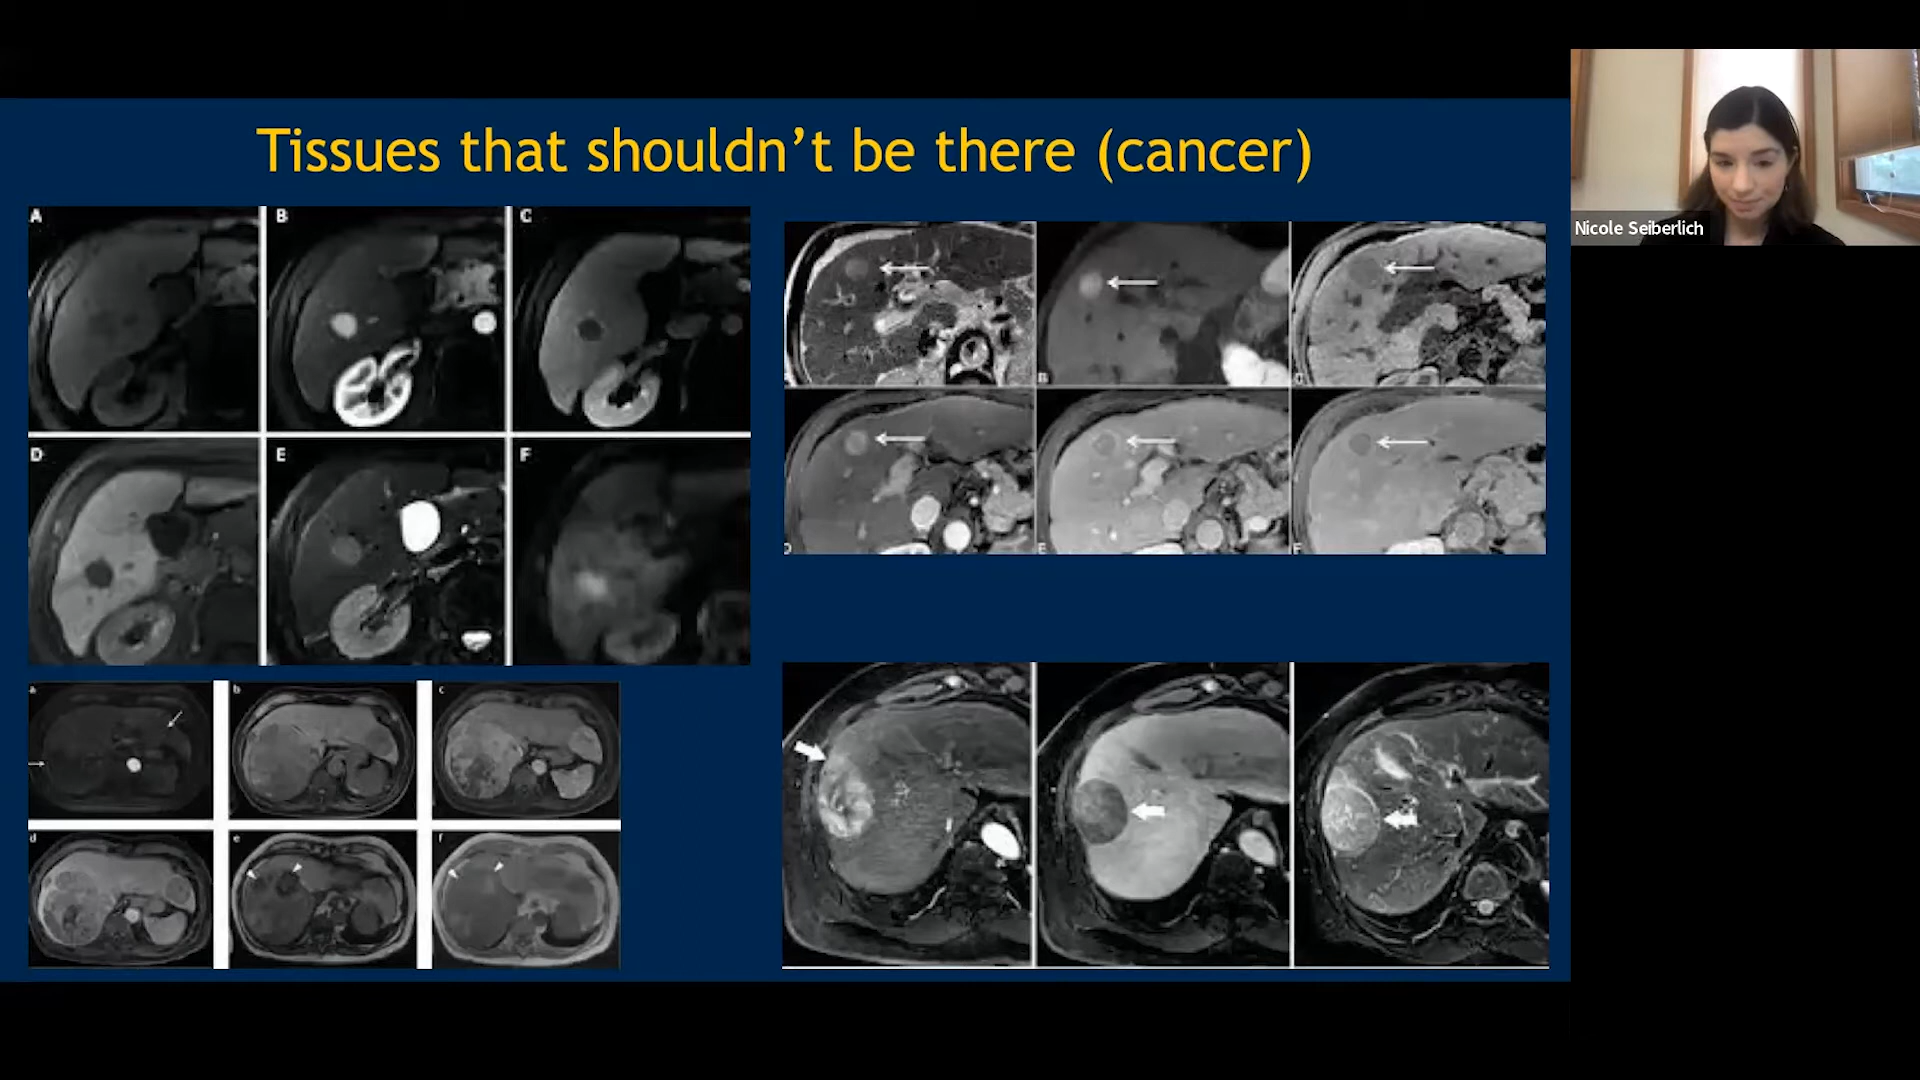 Tissues that shouldn’t be there (cancer)
Nicole Seiberlich
A
B
C
D
E
F
B
C
D
E
F
a
b
c
d
e
f